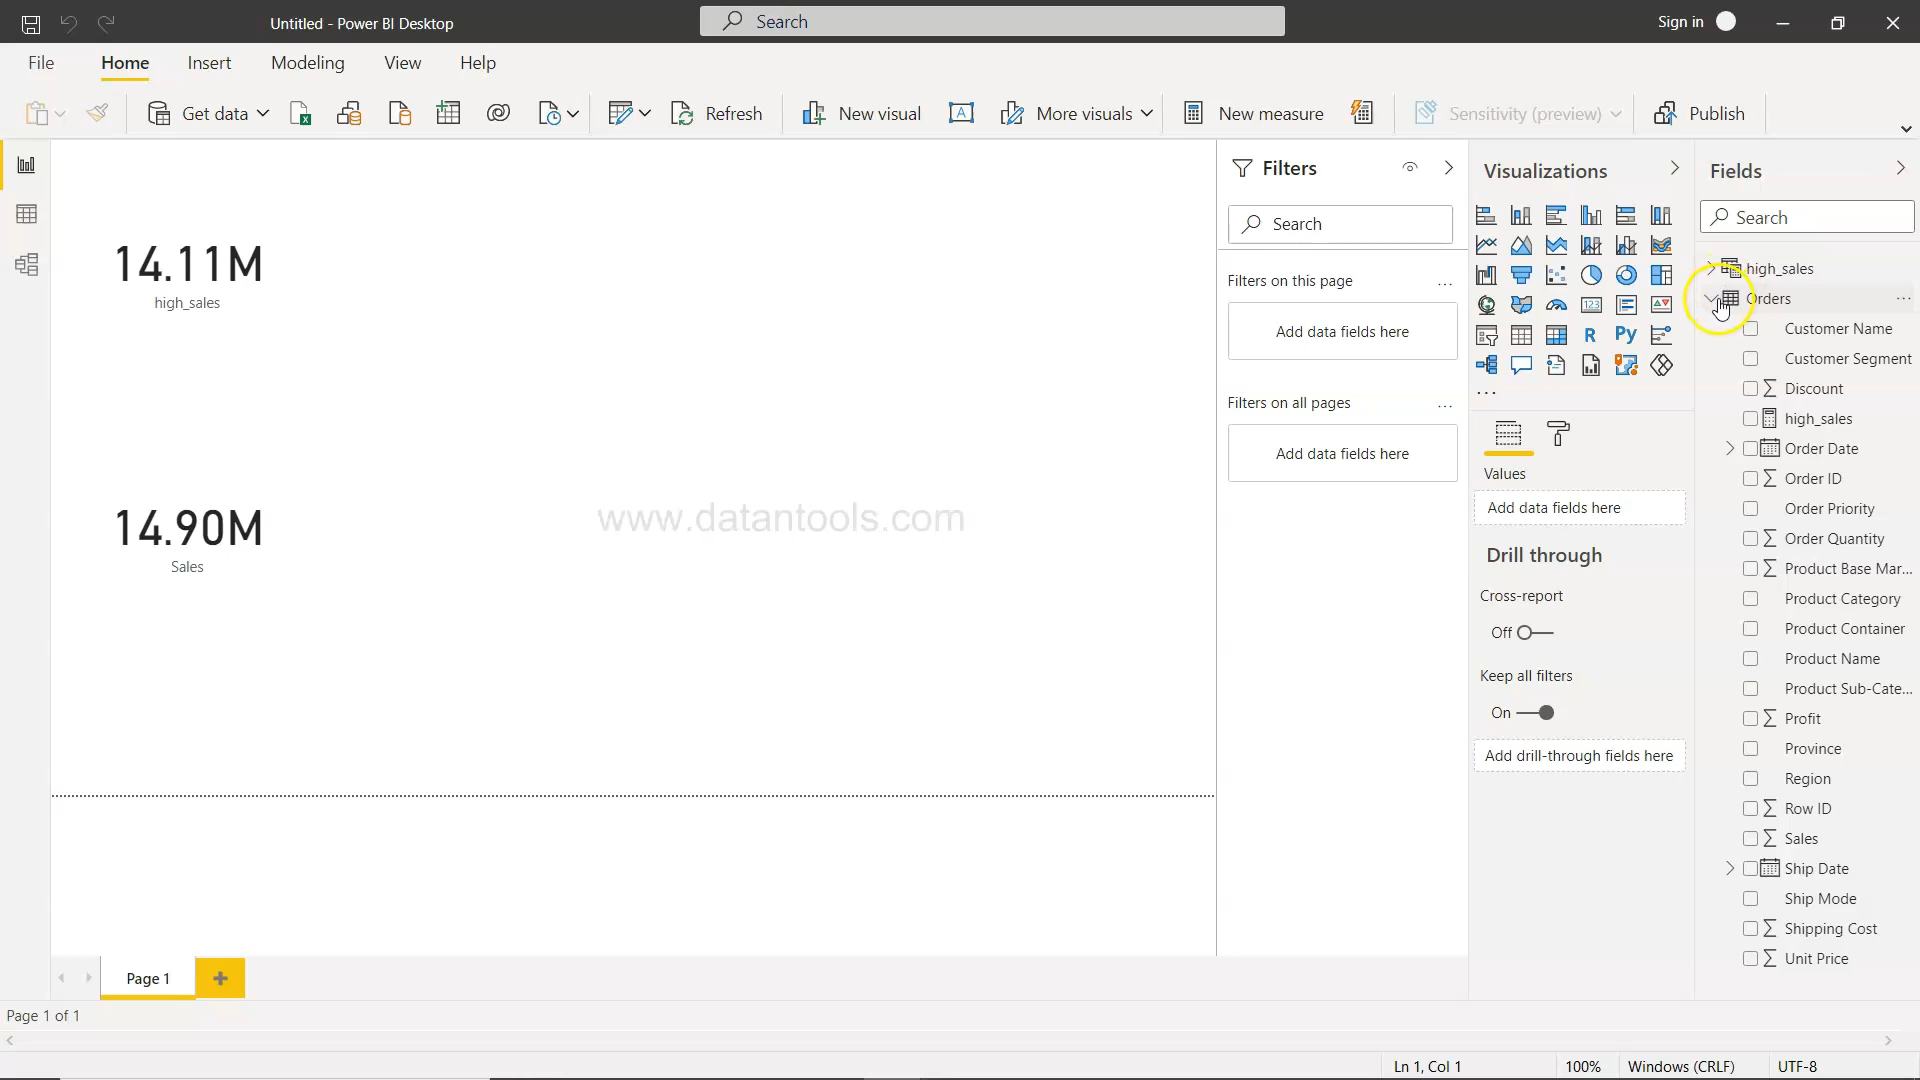 Untitled - Power BI Desktop
Search
Sign in
File
Home
Insert
Modeling
View
Help
Get data
Refresh
New visual
A
More visuals
New measure
Sensitivity (preview)
Publish
14.11M
high_sales
14.90M
Sales
www.datantools.com
Filters
Search
Filters on this page
...
Add data fields here
Filters on all pages
...
Add data fields here
Visualizations
123
R
Py
...
Values
Add data fields here
Drill through
Cross-report
Off
Keep all filters
On
Add drill-through fields here
Fields
Search
high_sales
Orders
...
Customer Name
Customer Segment
Σ Discount
high_sales
Order Date
Σ Order ID
Order Priority
Σ Order Quantity
Σ Product Base Mar...
Product Category
Product Container
Product Name
Product Sub-Cate...
Σ Profit
Province
Region
Σ Row ID
Σ Sales
Ship Date
Ship Mode
Σ Shipping Cost
Σ Unit Price
Page 1
Page 1 of 1
Ln 1, Col 1
100%
Windows (CRLF)
UTF-8